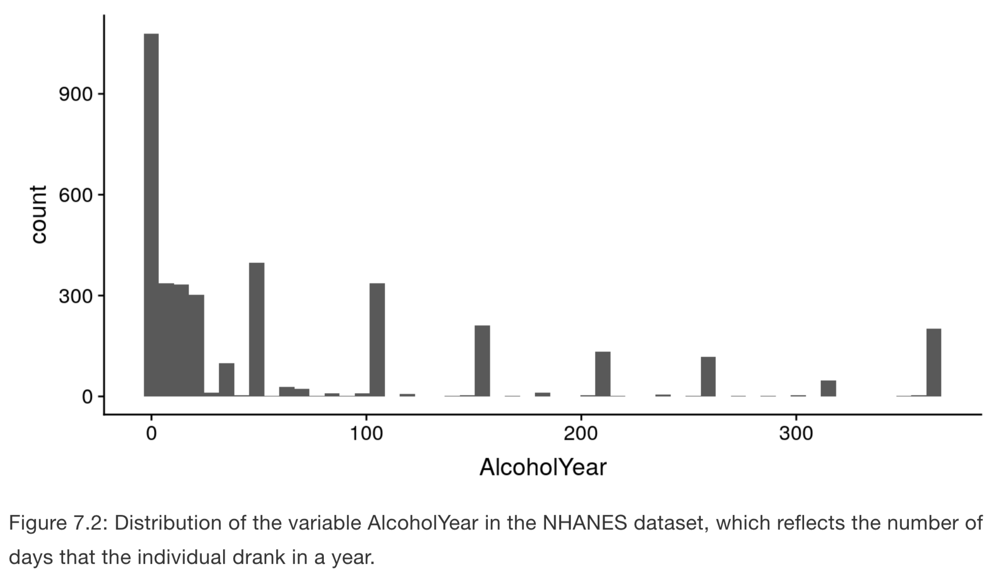 900
600
300
0
count
0 100 200 300
AlcoholYear
Figure 7.2: Distribution of the variable AlcoholYear in the NHANES dataset, which reflects the number of
days that the individual drank in a year.